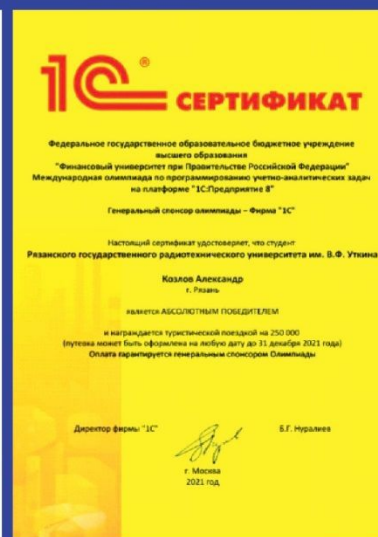 1С®
СЕРТИФИКАТ
Федеральное государственное образовательное бюджетное учреждение
высшего образования
"Финансовый университет при Правительстве Российской Федерации"
Международная олимпиада по программированию учетно-аналитических задач
на платформе "1С:Предприятие 8"
Генеральный спонсор олимпиады – Фирма "1С"
Настоящий сертификат удостоверяет, что студент
Рязанского государственного радиотехнического университета им. В.Ф. Уткина
Козлов Александр
г. Рязань
является АБСОЛЮТНЫМ ПОБЕДИТЕЛЕМ
и награждается туристической поездкой на 250 000
(путевка может быть оформлена на любую дату до 31 декабря 2021 года)
Оплата гарантируется генеральным спонсором Олимпиады
Директор фирмы "1С" Б.Г. Нуралиев
г. Москва
2021 год